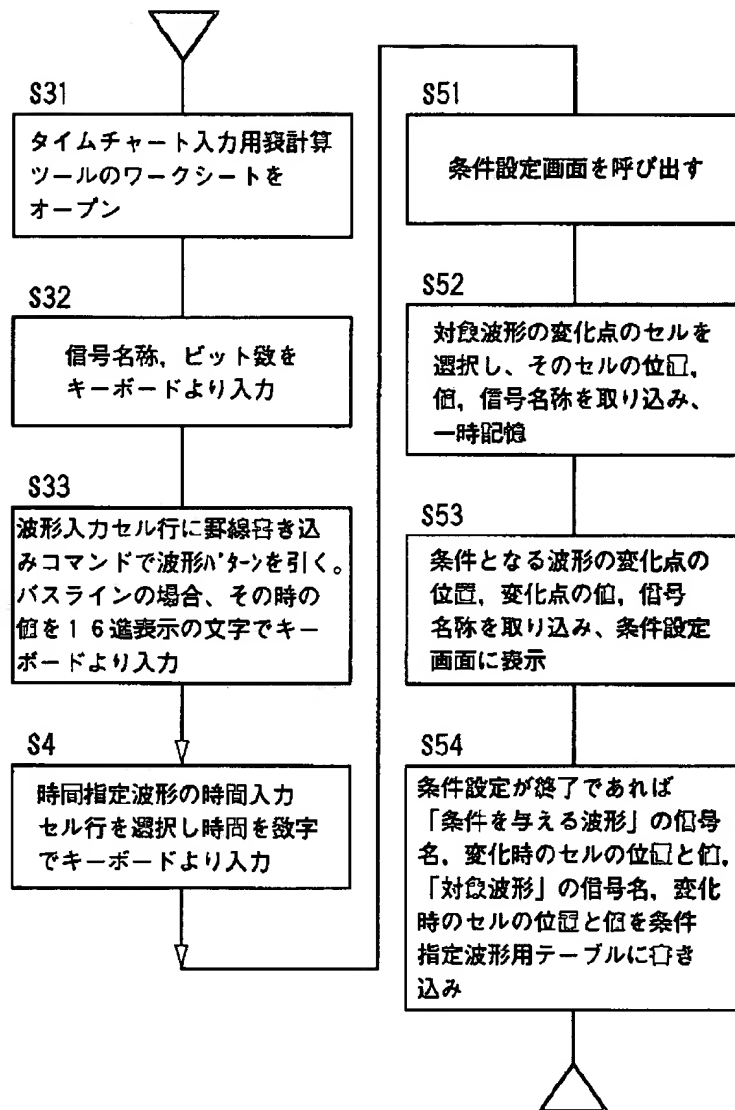 S31
タイムチャート入力用表計算
ツールのワークシートを
オープン
S32
信号名称，ビット数を
キーボードより入力
S33
波形入力セル行に罫線書き込
みコマンドで波形パターンを引く。
バスラインの場合、その時の
値を16進表示の文字でキー
ボードより入力
S4
時間指定波形の時間入力
セル行を選択し時間を数字
でキーボードより入力
S51
条件設定画面を呼び出す
S52
対象波形の変化点のセルを
選択し、そのセルの位置，
値，信号名称を取り込み、
一時記憶
S53
条件となる波形の変化点の
位置，変化点の値，信号
名称を取り込み、条件設定
画面に表示
S54
条件設定が終了であれば
「条件を与える波形」の信号
名，変化時のセルの位置と値，
「対象波形」の信号名，変化
時のセルの位置と値を条件
指定波形用テーブルに書き
込み